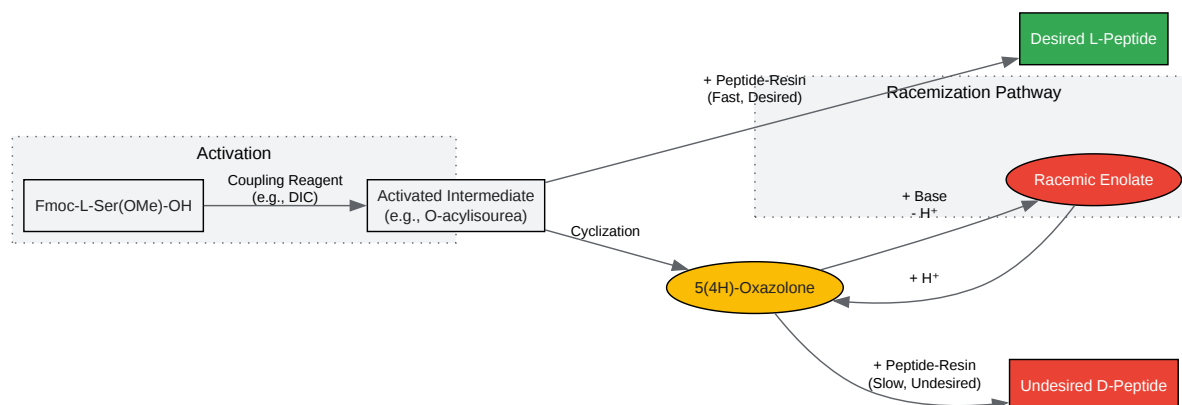 Desired L-Peptide
+ Peptide-Resin
(Fast, Desired)
Racemization Pathway
Activation
Fmoc-L-Ser(OMe)-OH
Coupling Reagent
(e.g., DIC)
Activated Intermediate
(e.g., O-acylisourea)
Racemic Enolate
+ Base
- H⁺
Cyclization
5(4H)-Oxazolone
+ H⁺
+ Peptide-Resin
(Slow, Undesired)
Undesired D-Peptide